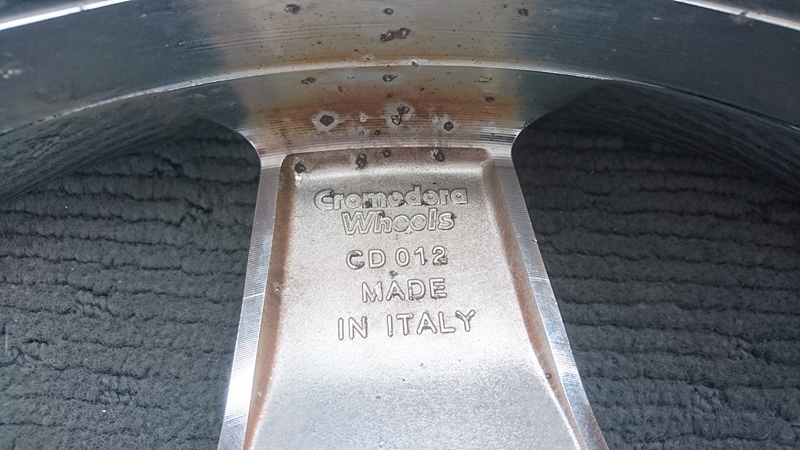 Cromodora
Wheels
CD 012
MADE
IN ITALY